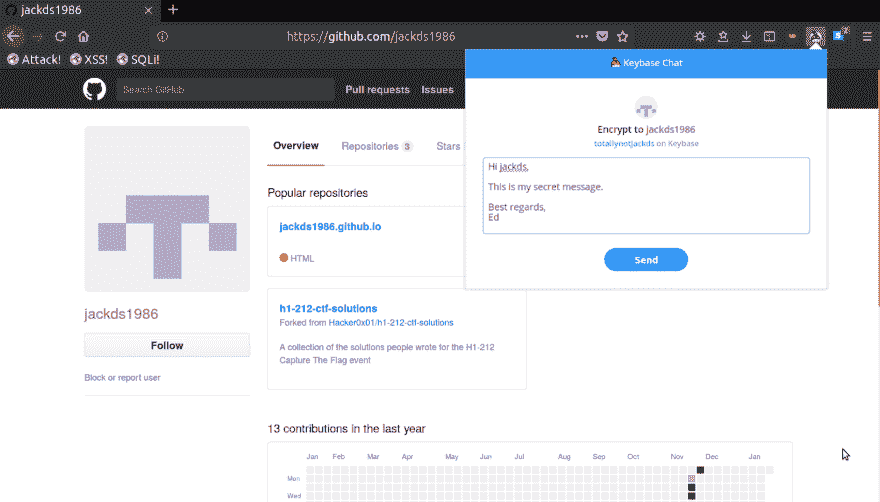 jackds1986
https://github.com/jackds1986
Attack! XSS! SQLi!
Keybase Chat
Search GitHub
Pull requests Issues
Encrypt to jackds1986
totallynotjackds on Keybase
Hi jackds,
This is my secret message.
Best regards,
Ed
Send
Overview Repositories 3 Stars
Popular repositories
jackds1986.github.io
HTML
h1-212-ctf-solutions
Forked from Hacker0x01/h1-212-ctf-solutions
A collection of the solutions people wrote for the H1-212
Capture The Flag event
jackds1986
Follow
Block or report user
13 contributions in the last year
Jan Feb Mar Apr May Jun Jul Aug Sep Oct Nov Dec Jan
Mon
Wed